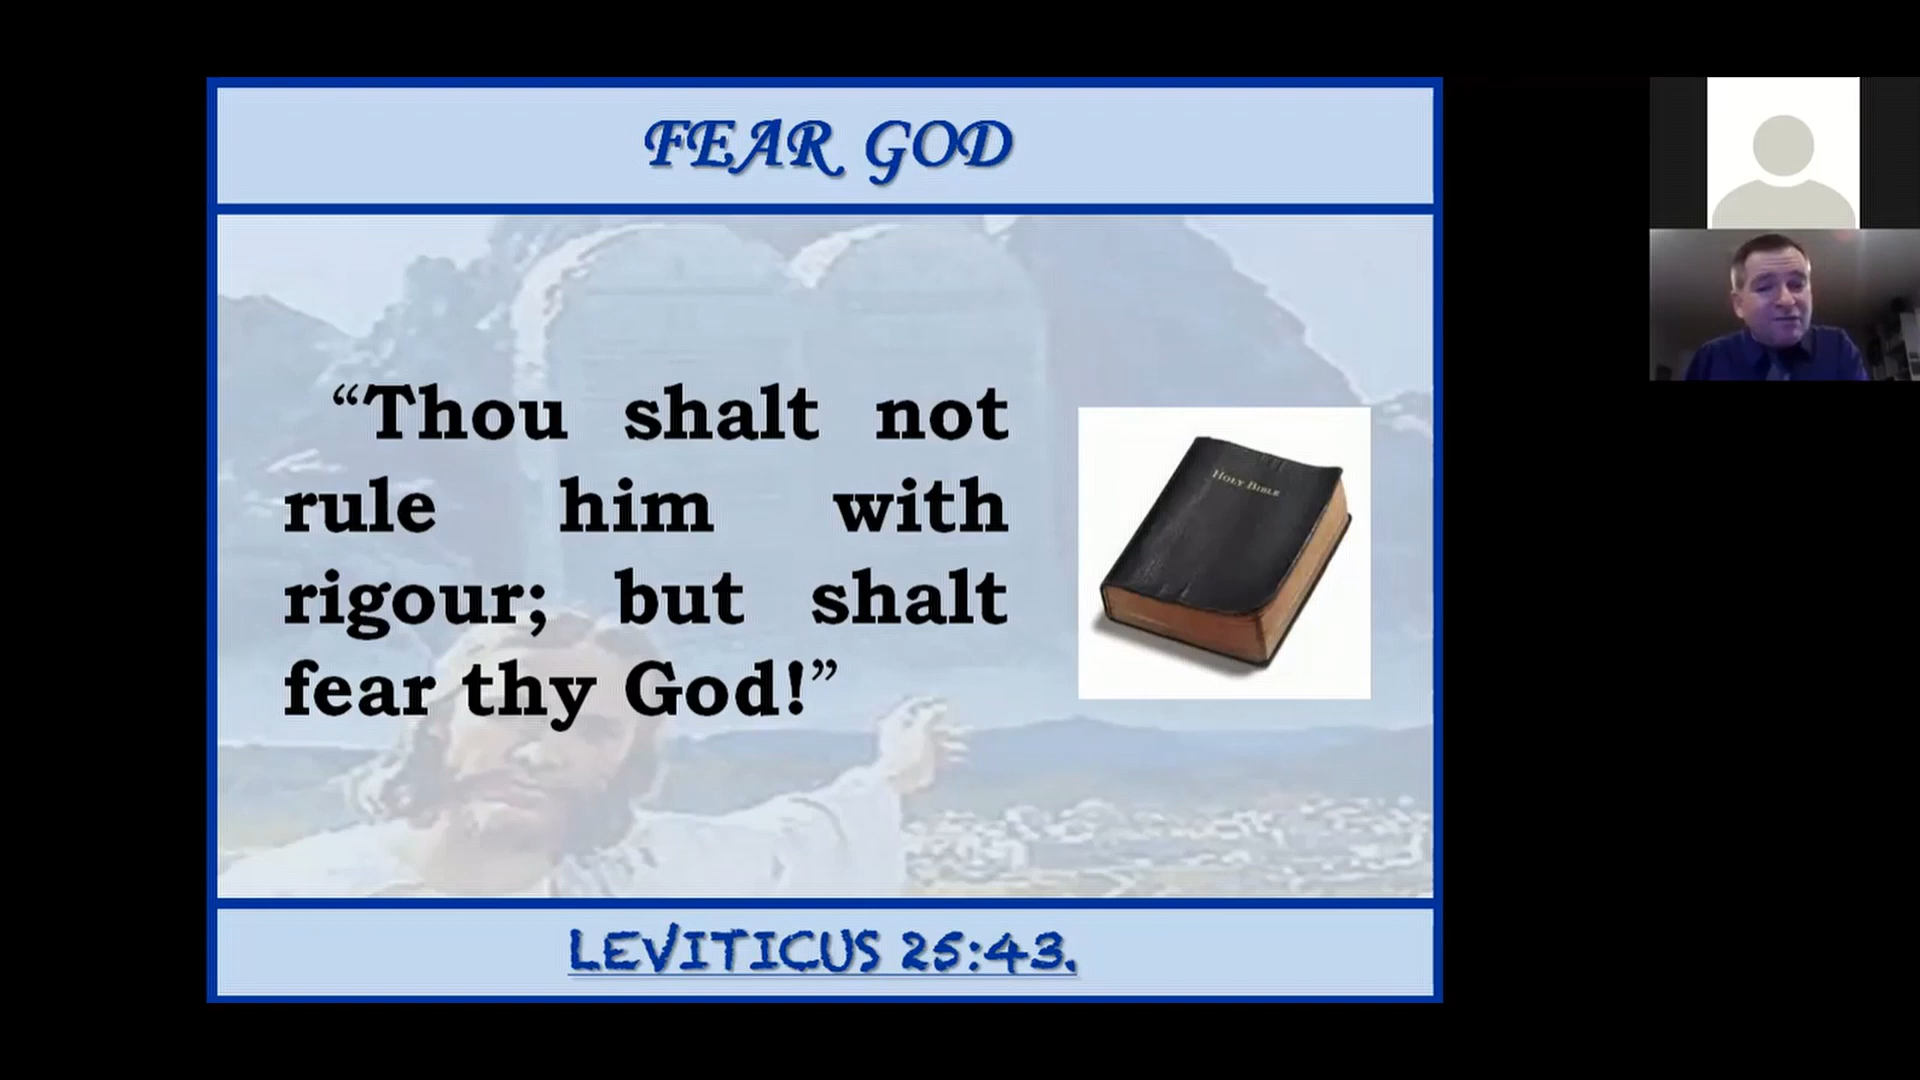 FEAR GOD
“Thou shalt not
rule him with
rigour; but shalt
fear thy God!”
HOLY BIBLE
LEVITICUS 25:43.